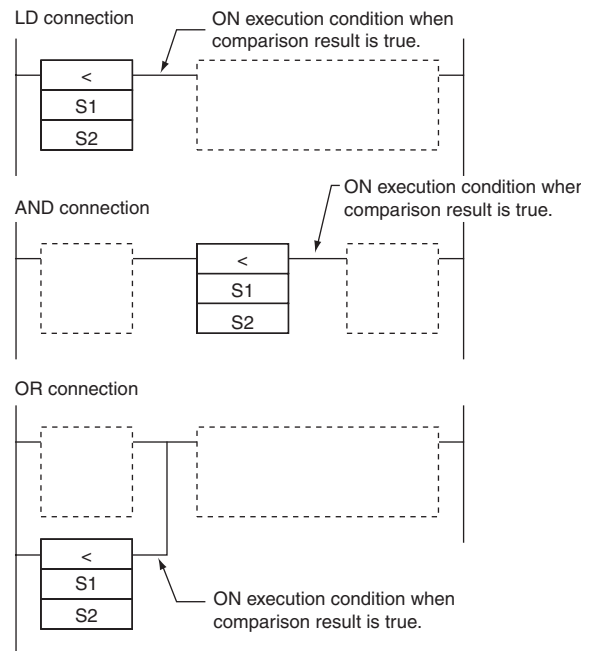 LD connection
ON execution condition when
comparison result is true.
<
S1
S2
AND connection
ON execution condition wher
comparison result is true.
<
S1
S2
OR connection
<
S1
S2
ON execution condition when
comparison result is true.